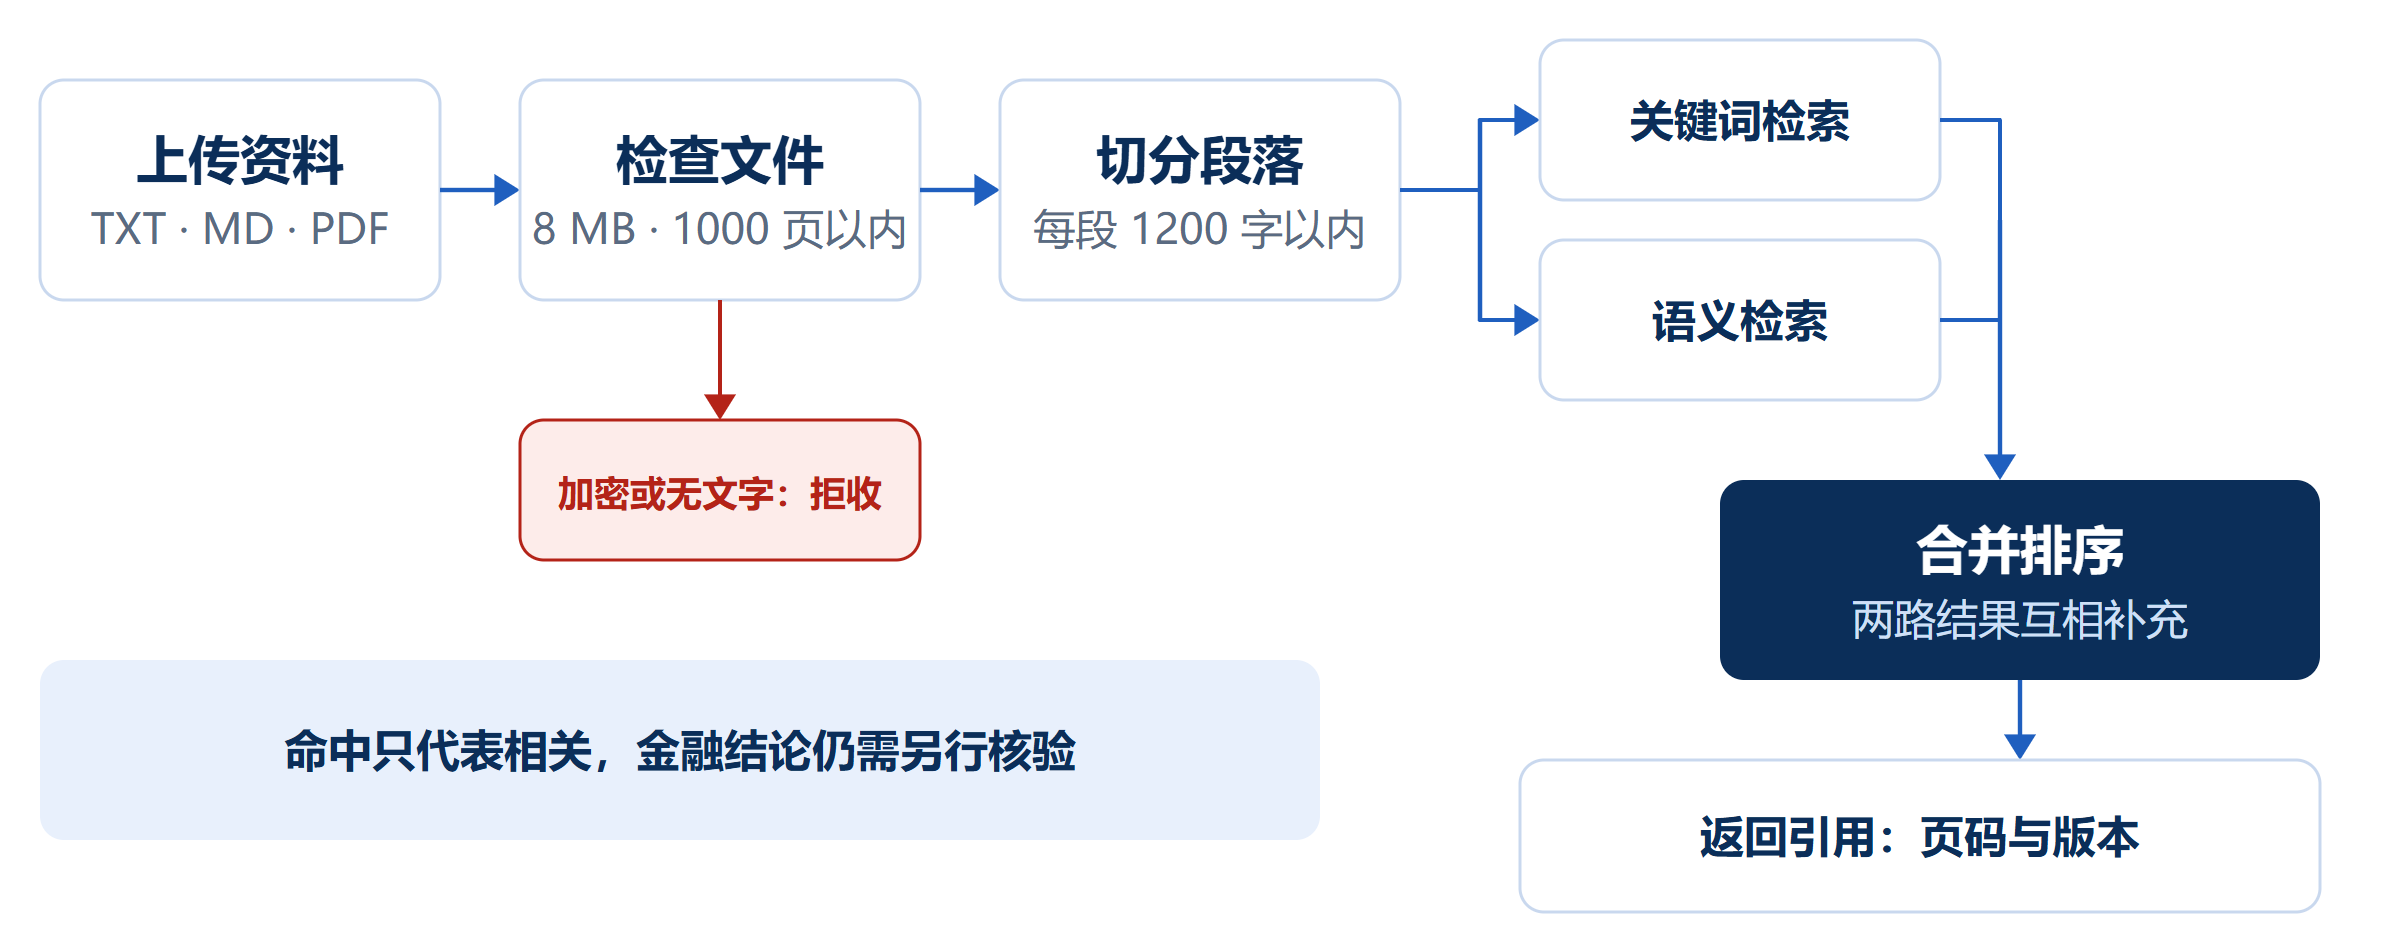 上传资料
TXT · MD · PDF
检查文件
8 MB · 1000 页以内
切分段落
每段 1200 字以内
关键词检索
语义检索
加密或无文字：拒收
合并排序
两路结果互相补充
命中只代表相关，金融结论仍需另行核验
返回引用：页码与版本